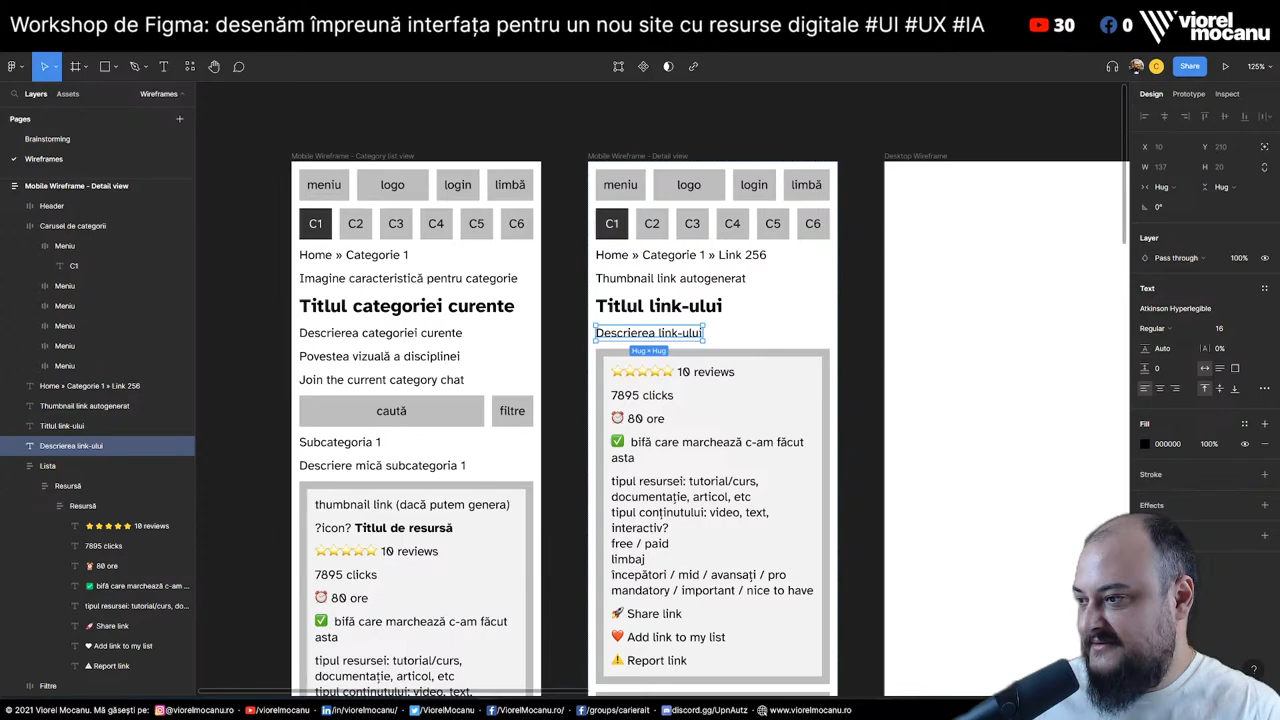 Workshop de Figma: desenăm împreună interfața pentru un nou site cu resurse digitale #UI #UX #IA
30
0
viorel
mocanu
Share
C
125%
Layers
Assets
Wireframes
Pages
Brainstorming
Wireframes
Mobile Wireframe - Detail view
Header
Carusel de categorii
Meniu
C1
Meniu
Meniu
Meniu
Meniu
Meniu
Home » Categorie 1 » Link 256
Thumbnail link autogenerat
Titlul link-ului
Descrierea link-ului
Lista
Resursă
Resursă
⭐⭐⭐⭐⭐ 10 reviews
7895 clicks
⏰ 80 ore
✅ bifă care marchează c-am ...
tipul resursei: tutorial/curs, do...
🚀 Share link
❤ Add link to my list
⚠ Report link
Filtre
Mobile Wireframe - Category list view
meniu
logo
login
limbă
C1
C2
C3
C4
C5
C6
Home » Categorie 1
Imagine caracteristică pentru categorie
Titlul categoriei curente
Descrierea categoriei curente
Povestea vizuală a disciplinei
Join the current category chat
caută
filtre
Subcategoria 1
Descriere mică subcategoria 1
thumbnail link (dacă putem genera)
?icon? Titlul de resursă
⭐⭐⭐⭐⭐ 10 reviews
7895 clicks
⏰ 80 ore
✅ bifă care marchează c-am făcut
asta
tipul resursei: tutorial/curs,
documentație, articol, etc
tipul conținutului: video, text,
Mobile Wireframe - Detail view
meniu
logo
login
limbă
C1
C2
C3
C4
C5
C6
Home » Categorie 1 » Link 256
Thumbnail link autogenerat
Titlul link-ului
Descrierea link-ului
Hug × Hug
⭐⭐⭐⭐⭐ 10 reviews
7895 clicks
⏰ 80 ore
✅ bifă care marchează c-am făcut
asta
tipul resursei: tutorial/curs,
documentație, articol, etc
tipul conținutului: video, text,
interactiv?
free / paid
limbaj
începători / mid / avansați / pro
mandatory / important / nice to have
🚀 Share link
❤️ Add link to my list
⚠️ Report link
Desktop Wireframe
Design
Prototype
Inspect
X 10
Y 210
W 137
H 20
Hug
Hug
0°
Layer
Pass through
100%
Text
Atkinson Hyperlegible
Regular
16
Auto
0%
0
Fill
000000
100%
Stroke
Effects
?
© 2021 Viorel Mocanu. Mă găsești pe:
@viorelmocanu.ro
/viorelmocanu
/in/viorelmocanu/
/ViorelMocanu
/ViorelMocanu.ro/
/groups/carierait
discord.gg/UpnAutz
www.viorelmocanu.ro